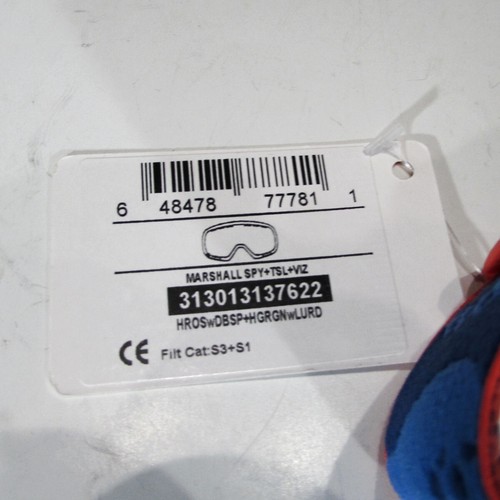 6 48478 77781 1
MARSHALL SPY+TSL+VIZ
313013137622
HROSwDBSP+HGRGNwLURD
CE Filt Cat:S3+S1